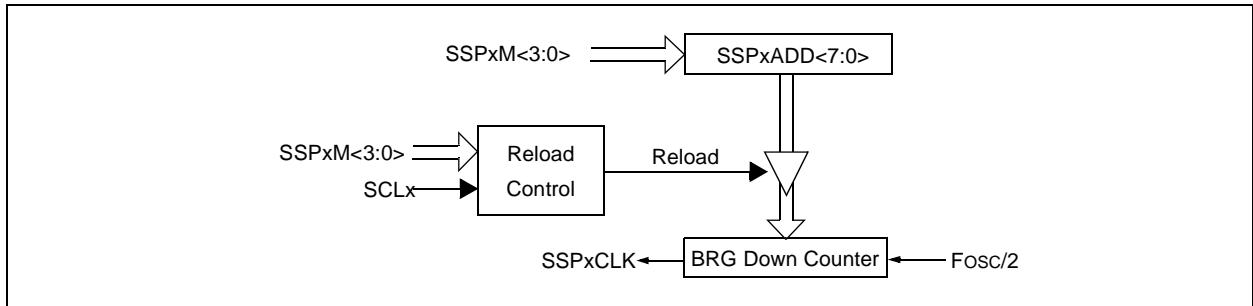 SSPxM<3:0>
SSPxADD<7:0>
SSPxM<3:0>
Reload
Control
Reload
SCLx
SSPxCLK
BRG Down Counter
FOSC/2